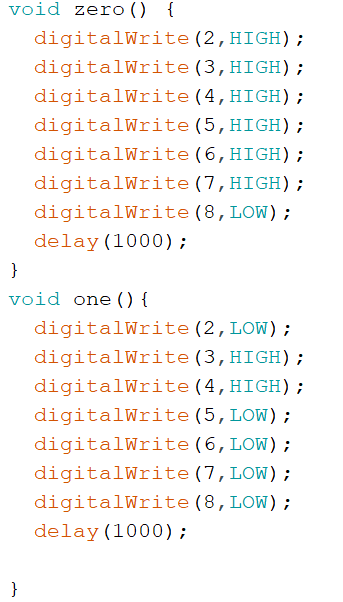 void zero() {
  digitalWrite(2,HIGH);
  digitalWrite(3,HIGH);
  digitalWrite(4,HIGH);
  digitalWrite(5,HIGH);
  digitalWrite(6,HIGH);
  digitalWrite(7,HIGH);
  digitalWrite(8,LOW);
  delay(1000);
}
void one(){
  digitalWrite(2,LOW);
  digitalWrite(3,HIGH);
  digitalWrite(4,HIGH);
  digitalWrite(5,LOW);
  digitalWrite(6,LOW);
  digitalWrite(7,LOW);
  digitalWrite(8,LOW);
  delay(1000);

}